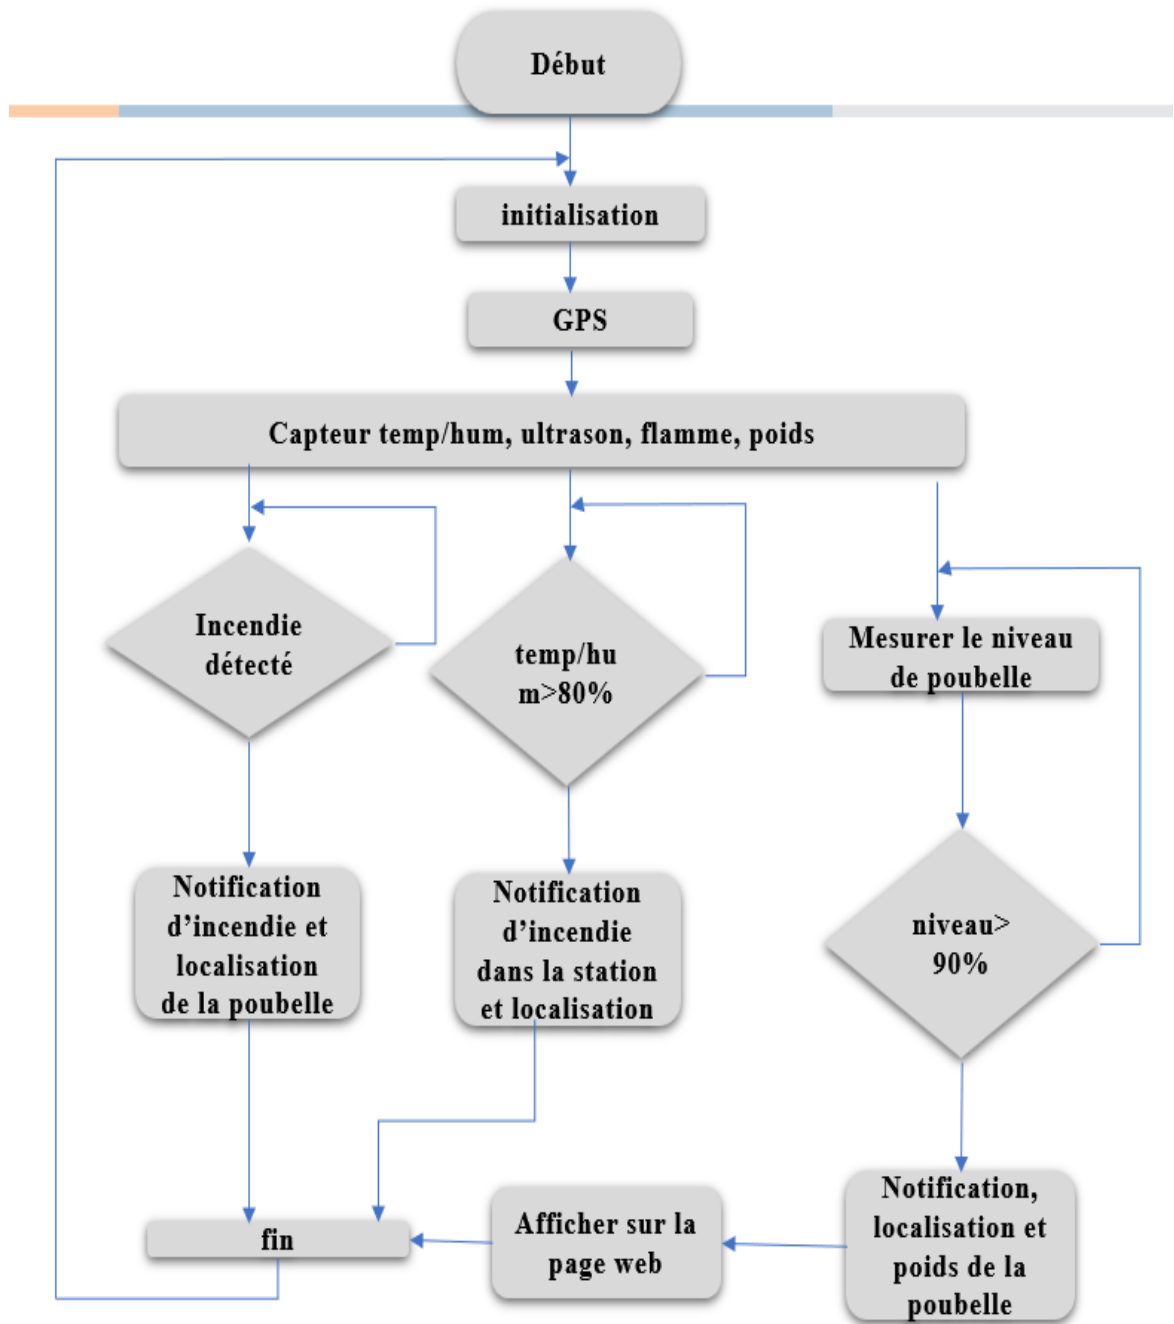 Début
initialisation
GPS
Capteur temp/hum, ultrason, flamme, poids
Incendie
détecté
temp/hu
m>80%
Mesurer le niveau
de poubelle
Notification
d’incendie et
localisation
de la poubelle
Notification
d’incendie
dans la station
et localisation
niveau>
90%
Notification,
localisation et
poids de la
poubelle
Afficher sur la
page web
fin